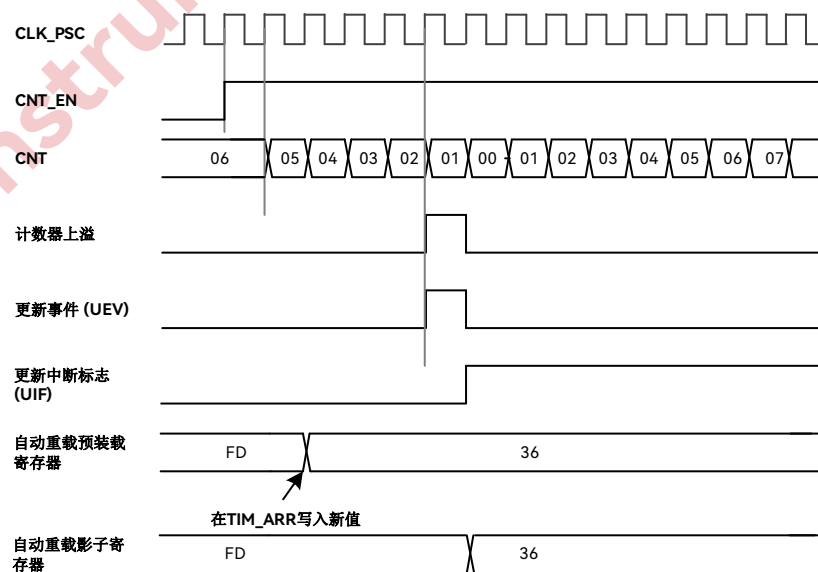 CLK_PSC
CNT_EN
CNT
06 05 04 03 02 01 00 01 02 03 04 05 06 07
计数器上溢
更新事件 (UEV)
更新中断标志
(UIF)
自动重载预装载
寄存器
FD 36
在TIM_ARR写入新值
自动重载影子寄
存器
FD 36